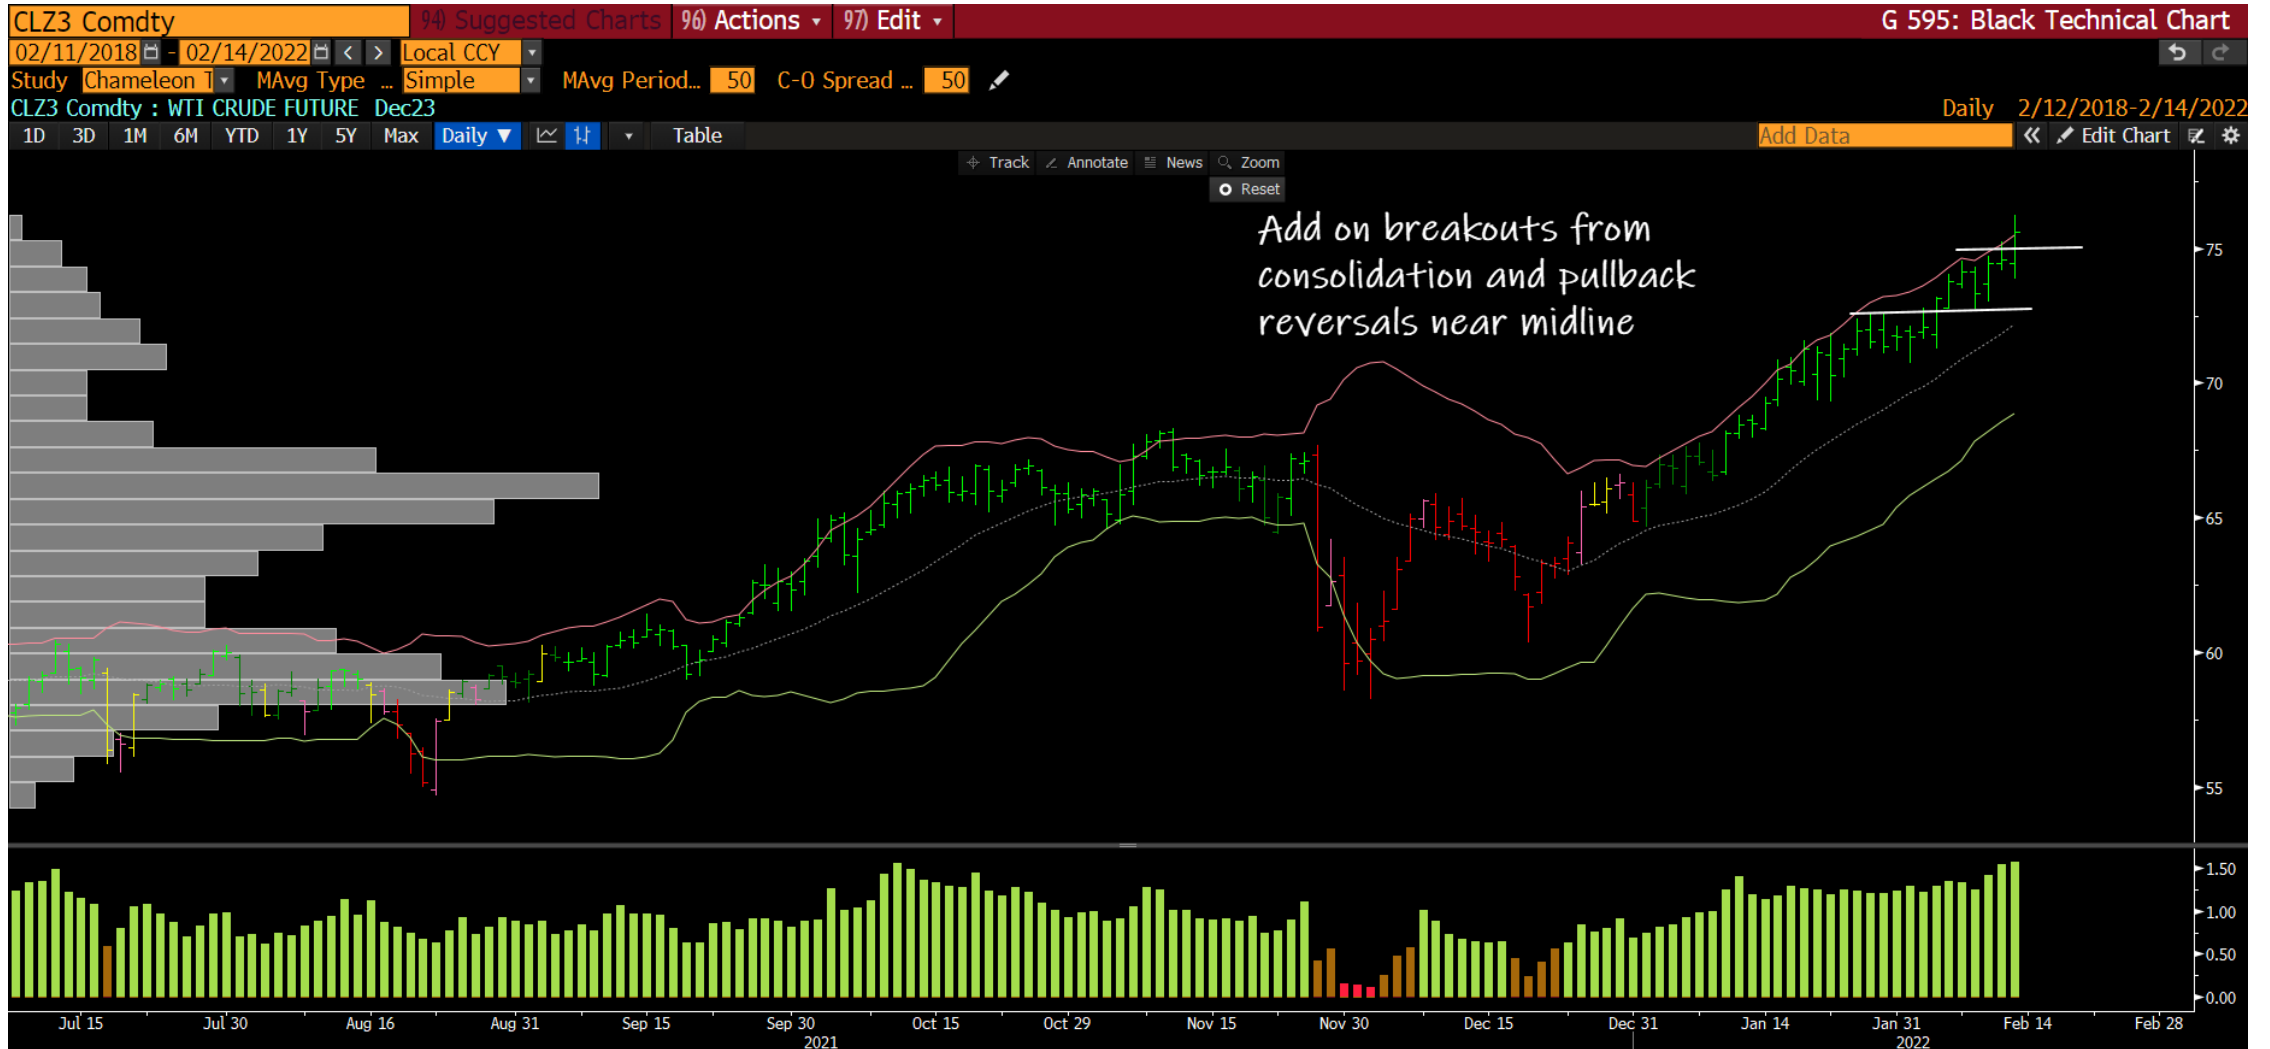 CLZ3 Comdty 94) Suggested Charts 96) Actions 97) Edit G 595: Black Technical Chart
02/11/2018 - 02/14/2022 < > Local CCY
Study Chameleon T MAvg Type ... Simple MAvg Period... 50 C-O Spread ... 50
CLZ3 Comdty : WTI CRUDE FUTURE Dec23 Daily 2/12/2018-2/14/2022
1D 3D 1M 6M YTD 1Y 5Y Max Daily ▼ Table Add Data « Edit Chart
Track Annotate News Zoom
Reset
Add on breakouts from
consolidation and pullback
reversals near midline
75
70
65
60
55
1.50
1.00
0.50
0.00
Jul 15 Jul 30 Aug 16 Aug 31 Sep 15 Sep 30 Oct 15 Oct 29 Nov 15 Nov 30 Dec 15 Dec 31 Jan 14 Jan 31 Feb 14 Feb 28
2021 2022